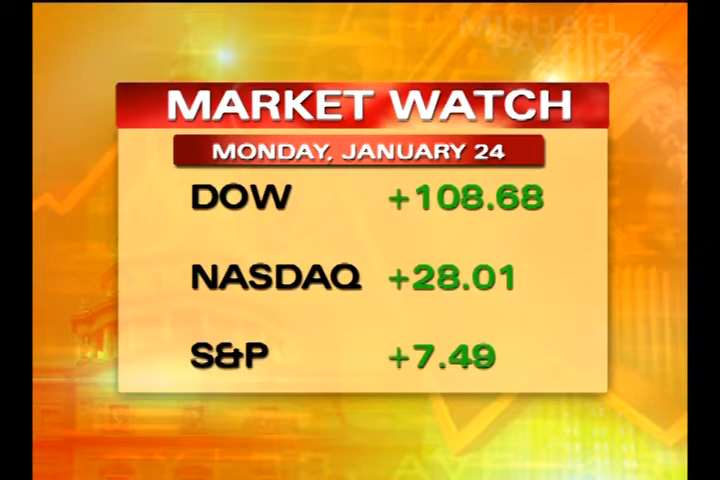 MARKET WATCH
MONDAY, JANUARY 24
DOW +108.68
NASDAQ +28.01
S&P +7.49